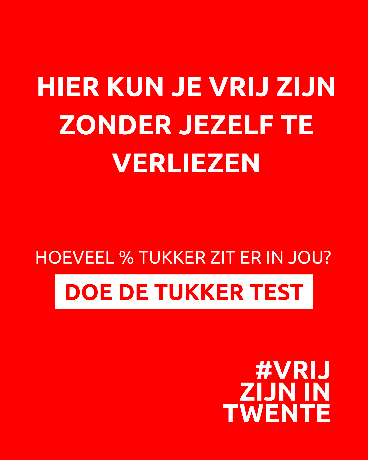 HIER KUN JE VRIJ ZIJN
ZONDER JEZELF TE
VERLIEZEN
HOEVEEL % TUKKER ZIT ER IN JOU?
DOE DE TUKKER TEST
#VRIJ
ZIJN IN
TWENTE